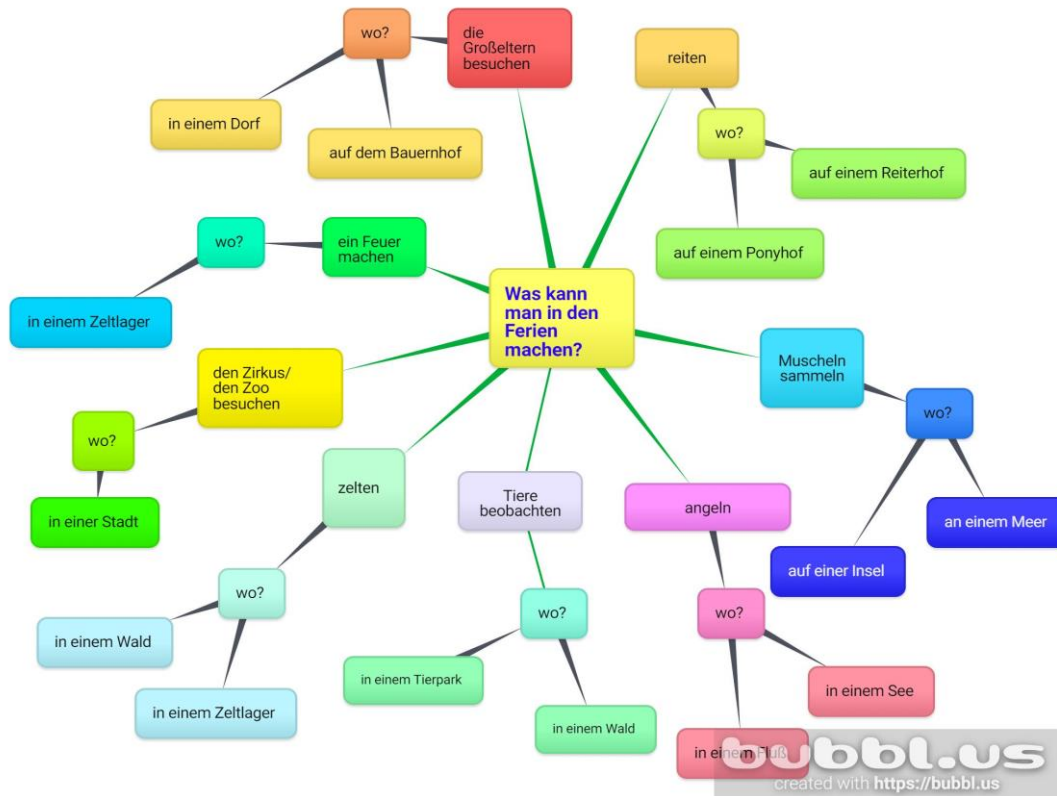 Was kann
man in den
Ferien
machen?
die
Großeltern
besuchen
wo?
in einem Dorf
auf dem Bauernhof
reiten
wo?
auf einem Reiterhof
auf einem Ponyhof
ein Feuer
machen
wo?
in einem Zeltlager
Muscheln
sammeln
wo?
an einem Meer
auf einer Insel
den Zirkus/
den Zoo
besuchen
wo?
in einer Stadt
zelten
wo?
in einem Wald
in einem Zeltlager
Tiere
beobachten
wo?
in einem Tierpark
in einem Wald
angeln
wo?
in einem See
in einem Fluß
bubbl.us
created with https://bubbl.us